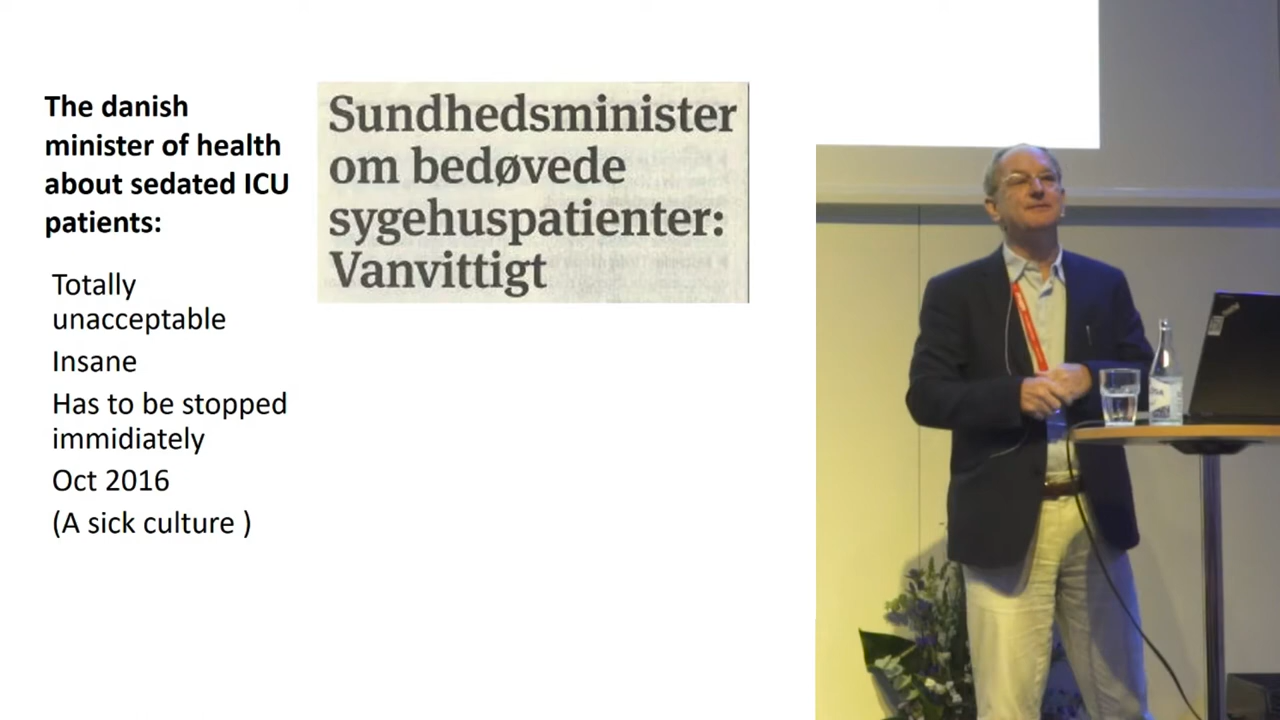 The danish
minister of health
about sedated ICU
patients:
Totally
unacceptable
Insane
Has to be stopped
immidiately
Oct 2016
(A sick culture )
Sundhedsminister
om bedøvede
sygehuspatienter:
Vanvittigt